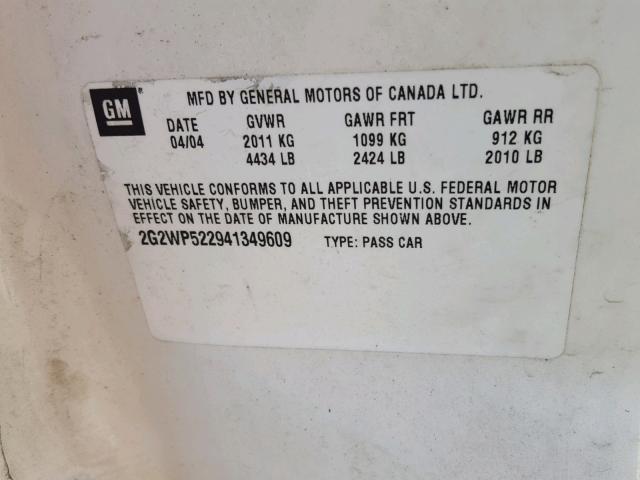 GM
MFD BY GENERAL MOTORS OF CANADA LTD.
DATE GVWR GAWR FRT GAWR RR
04/04 2011 KG 1099 KG 912 KG
4434 LB 2424 LB 2010 LB
THIS VEHICLE CONFORMS TO ALL APPLICABLE U.S. FEDERAL MOTOR
VEHICLE SAFETY, BUMPER, AND THEFT PREVENTION STANDARDS IN
EFFECT ON THE DATE OF MANUFACTURE SHOWN ABOVE.
2G2WP522941349609 TYPE: PASS CAR